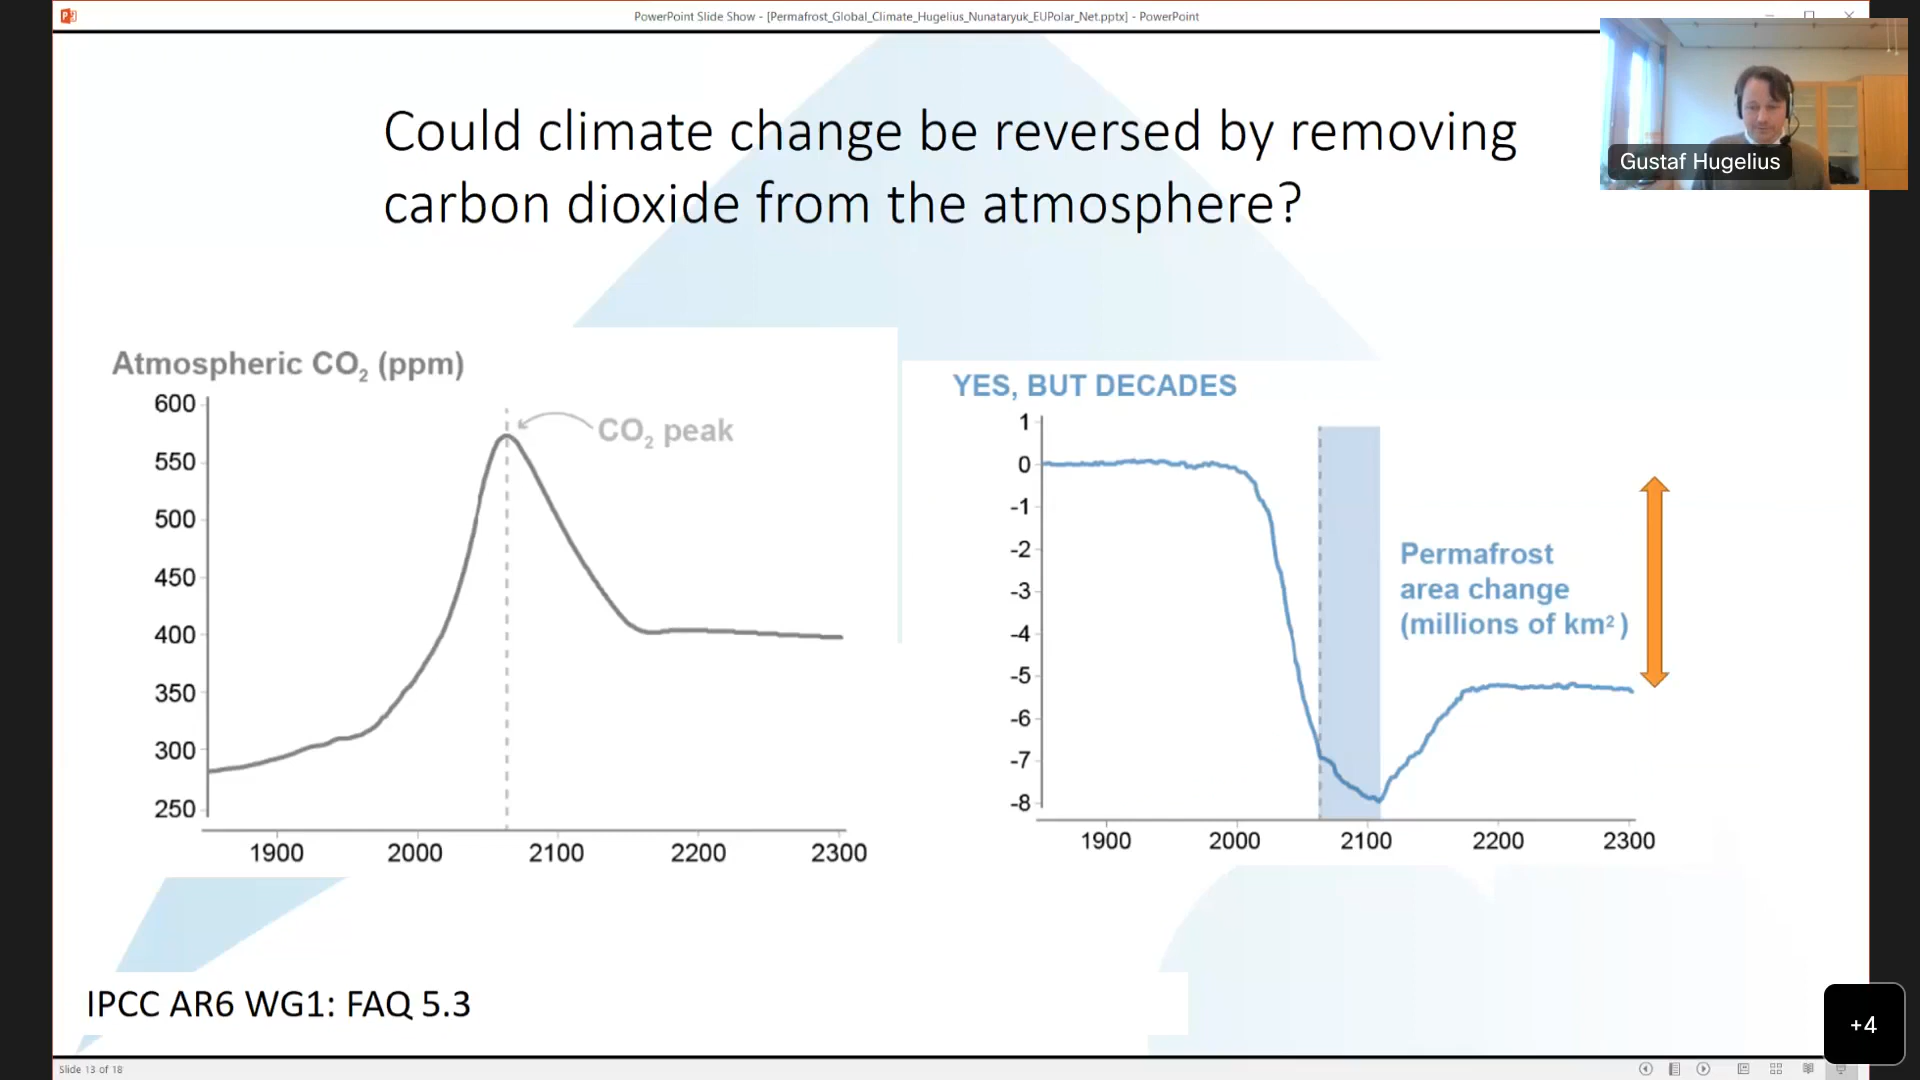 PowerPoint Slide Show - [Permafrost_Global_Climate_Hugelius_Nunataryuk_EUPolar_Net.pptx] - PowerPoint
Gustaf Hugelius
Could climate change be reversed by removing
carbon dioxide from the atmosphere?
Atmospheric CO₂ (ppm)
600
550
500
450
400
350
300
250
CO₂ peak
1900 2000 2100 2200 2300
YES, BUT DECADES
1
0
-1
-2
-3
-4
-5
-6
-7
-8
Permafrost
area change
(millions of km²)
1900 2000 2100 2200 2300
IPCC AR6 WG1: FAQ 5.3
+4
Slide 13 of 18